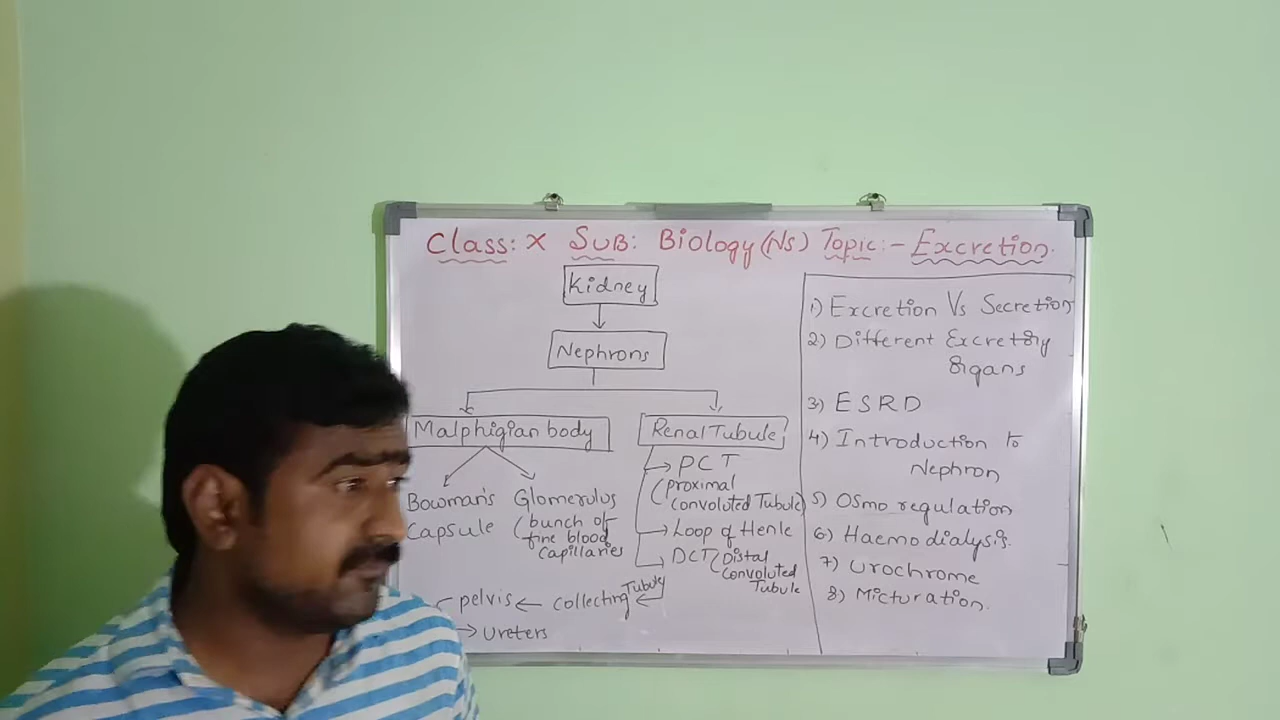 Class: X Sub: Biology (Ns) Topic:- Excretion.
Kidney
Nephrons
Malphigian body
Bowman's
Capsule
Glomerulus
(bunch of
fine blood
capillaries
Renal Tubule
PCT
(proximal
convoluted Tubule)
Loop of Henle
DCT (Distal
convoluted
Tubule
collecting Tubule
pelvis
ureters
1) Excretion Vs Secretion
2) Different Excretory
organs
3) ESRD
4) Introduction to
Nephron
5) Osmo regulation
6) Haemodialysis.
7) Urochrome
8) Micturation.